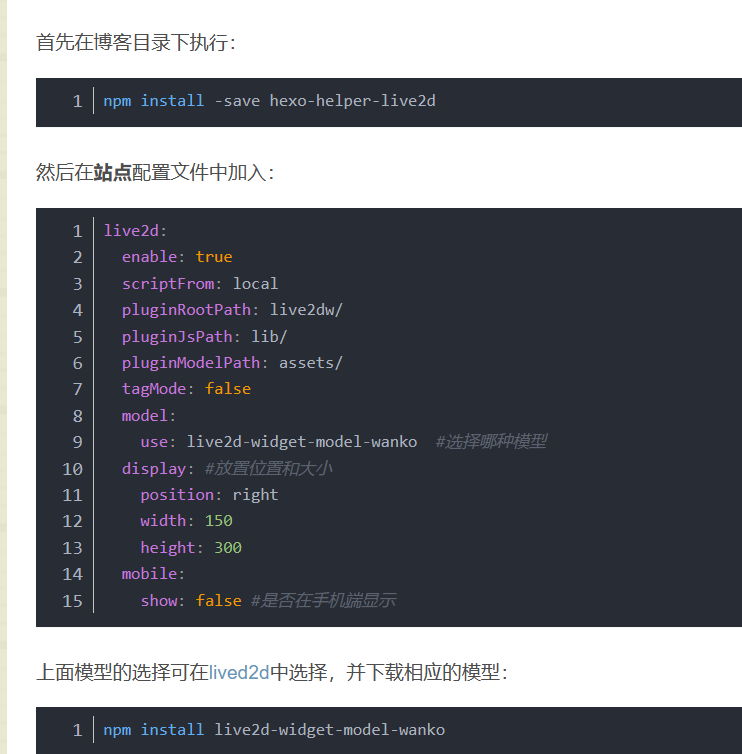 首先在博客目录下执行：
1 npm install -save hexo-helper-live2d
然后在站点配置文件中加入：
1 live2d:
2   enable: true
3   scriptFrom: local
4   pluginRootPath: live2dw/
5   pluginJsPath: lib/
6   pluginModelPath: assets/
7   tagMode: false
8   model:
9     use: live2d-widget-model-wanko  #选择哪种模型
10   display: #放置位置和大小
11     position: right
12     width: 150
13     height: 300
14   mobile:
15     show: false #是否在手机端显示
上面模型的选择可在lived2d中选择，并下载相应的模型：
1 npm install live2d-widget-model-wanko